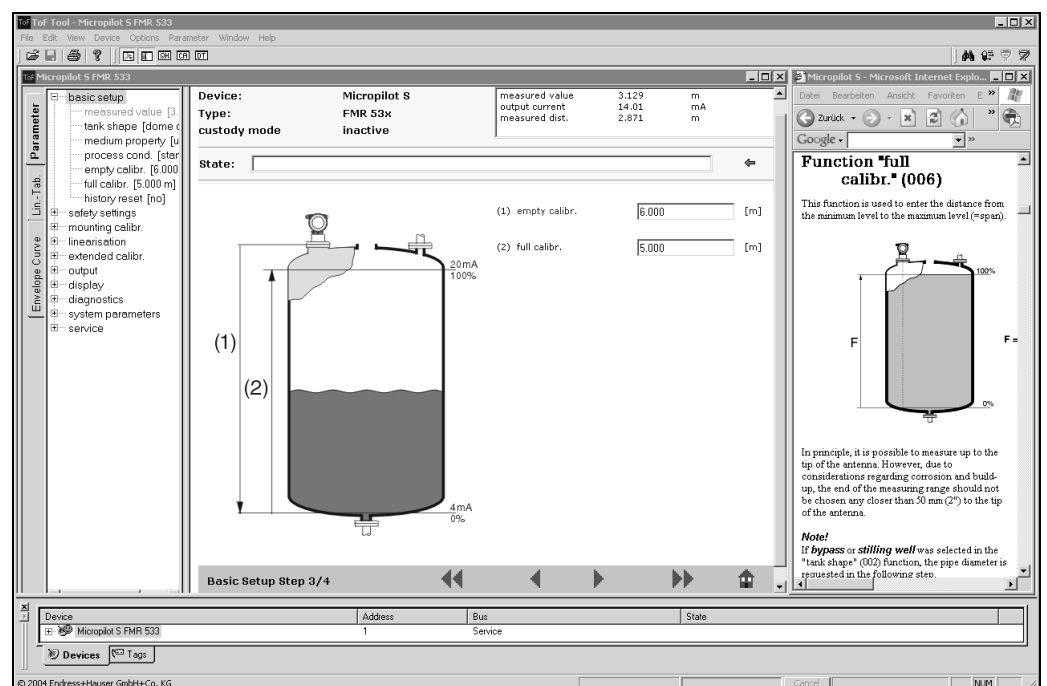 ToF Tool - Micropilot S FMR 533
File Edit View Device Options Parameter Window Help
Micropilot S FMR 533
Parameter
Lin.-Tab.
Envelope Curve
basic setup
measured value [3.
tank shape [dome c
medium property [u
process cond. [star
empty calibr. [6.000
full calibr. [5.000 m]
history reset [no]
safety settings
mounting calibr.
linearisation
extended calibr.
output
display
diagnostics
system parameters
service
Device: Micropilot S
Type: FMR 53x
custody mode inactive
measured value 3.129 m
output current 14.01 mA
measured dist. 2.871 m
State:
(1) empty calibr. 6.000 [m]
(2) full calibr. 5.000 [m]
20mA
100%
(1)
(2)
4mA
0%
Basic Setup Step 3/4
Micropilot S - Microsoft Internet Explo...
Datei Bearbeiten Ansicht Favoriten E »
Zurück
Google
Function "full
calibr." (006)
This function is used to enter the distance from
the minimum level to the maximum level (=span).
100%
F
F =
0%
In principle, it is possible to measure up to the
tip of the antenna. However, due to
considerations regarding corrosion and build-
up, the end of the measuring range should not
be chosen any closer than 50 mm (2") to the tip
of the antenna.
Note!
If bypass or stilling well was selected in the
"tank shape" (002) function, the pipe diameter is
requested in the following step.
Device Address Bus State
Micropilot S FMR 533 1 Service
Devices Tags
© 2004 Endress+Hauser GmbH+Co. KG
Cancel
NUM